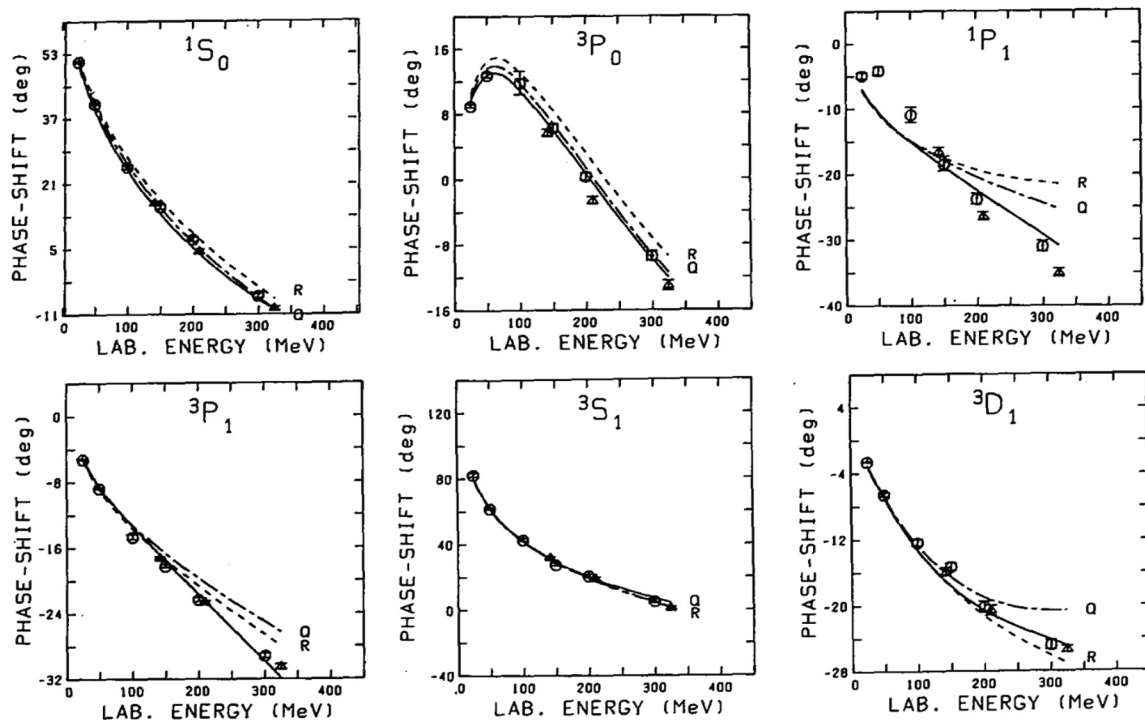 ¹S₀
PHASE-SHIFT (deg)
53
37
21
5
-11
R
Q
0 100 200 300 400
LAB. ENERGY (MeV)
³P₀
PHASE-SHIFT (deg)
16
8
0
-8
-16
R
Q
0 100 200 300 400
LAB. ENERGY (MeV)
¹P₁
PHASE-SHIFT (deg)
0
-10
-20
-30
-40
R
Q
0 100 200 300 400
LAB. ENERGY (MeV)
³P₁
PHASE-SHIFT (deg)
0
-8
-16
-24
-32
Q
R
0 100 200 300 400
LAB. ENERGY (MeV)
³S₁
PHASE-SHIFT (deg)
120
80
40
0
-40
Q
R
.0 100 200 300 400
LAB. ENERGY (MeV)
³D₁
PHASE-SHIFT (deg)
4
-4
-12
-20
-28
Q
R
0 100 200 300 400
LAB. ENERGY (MeV)